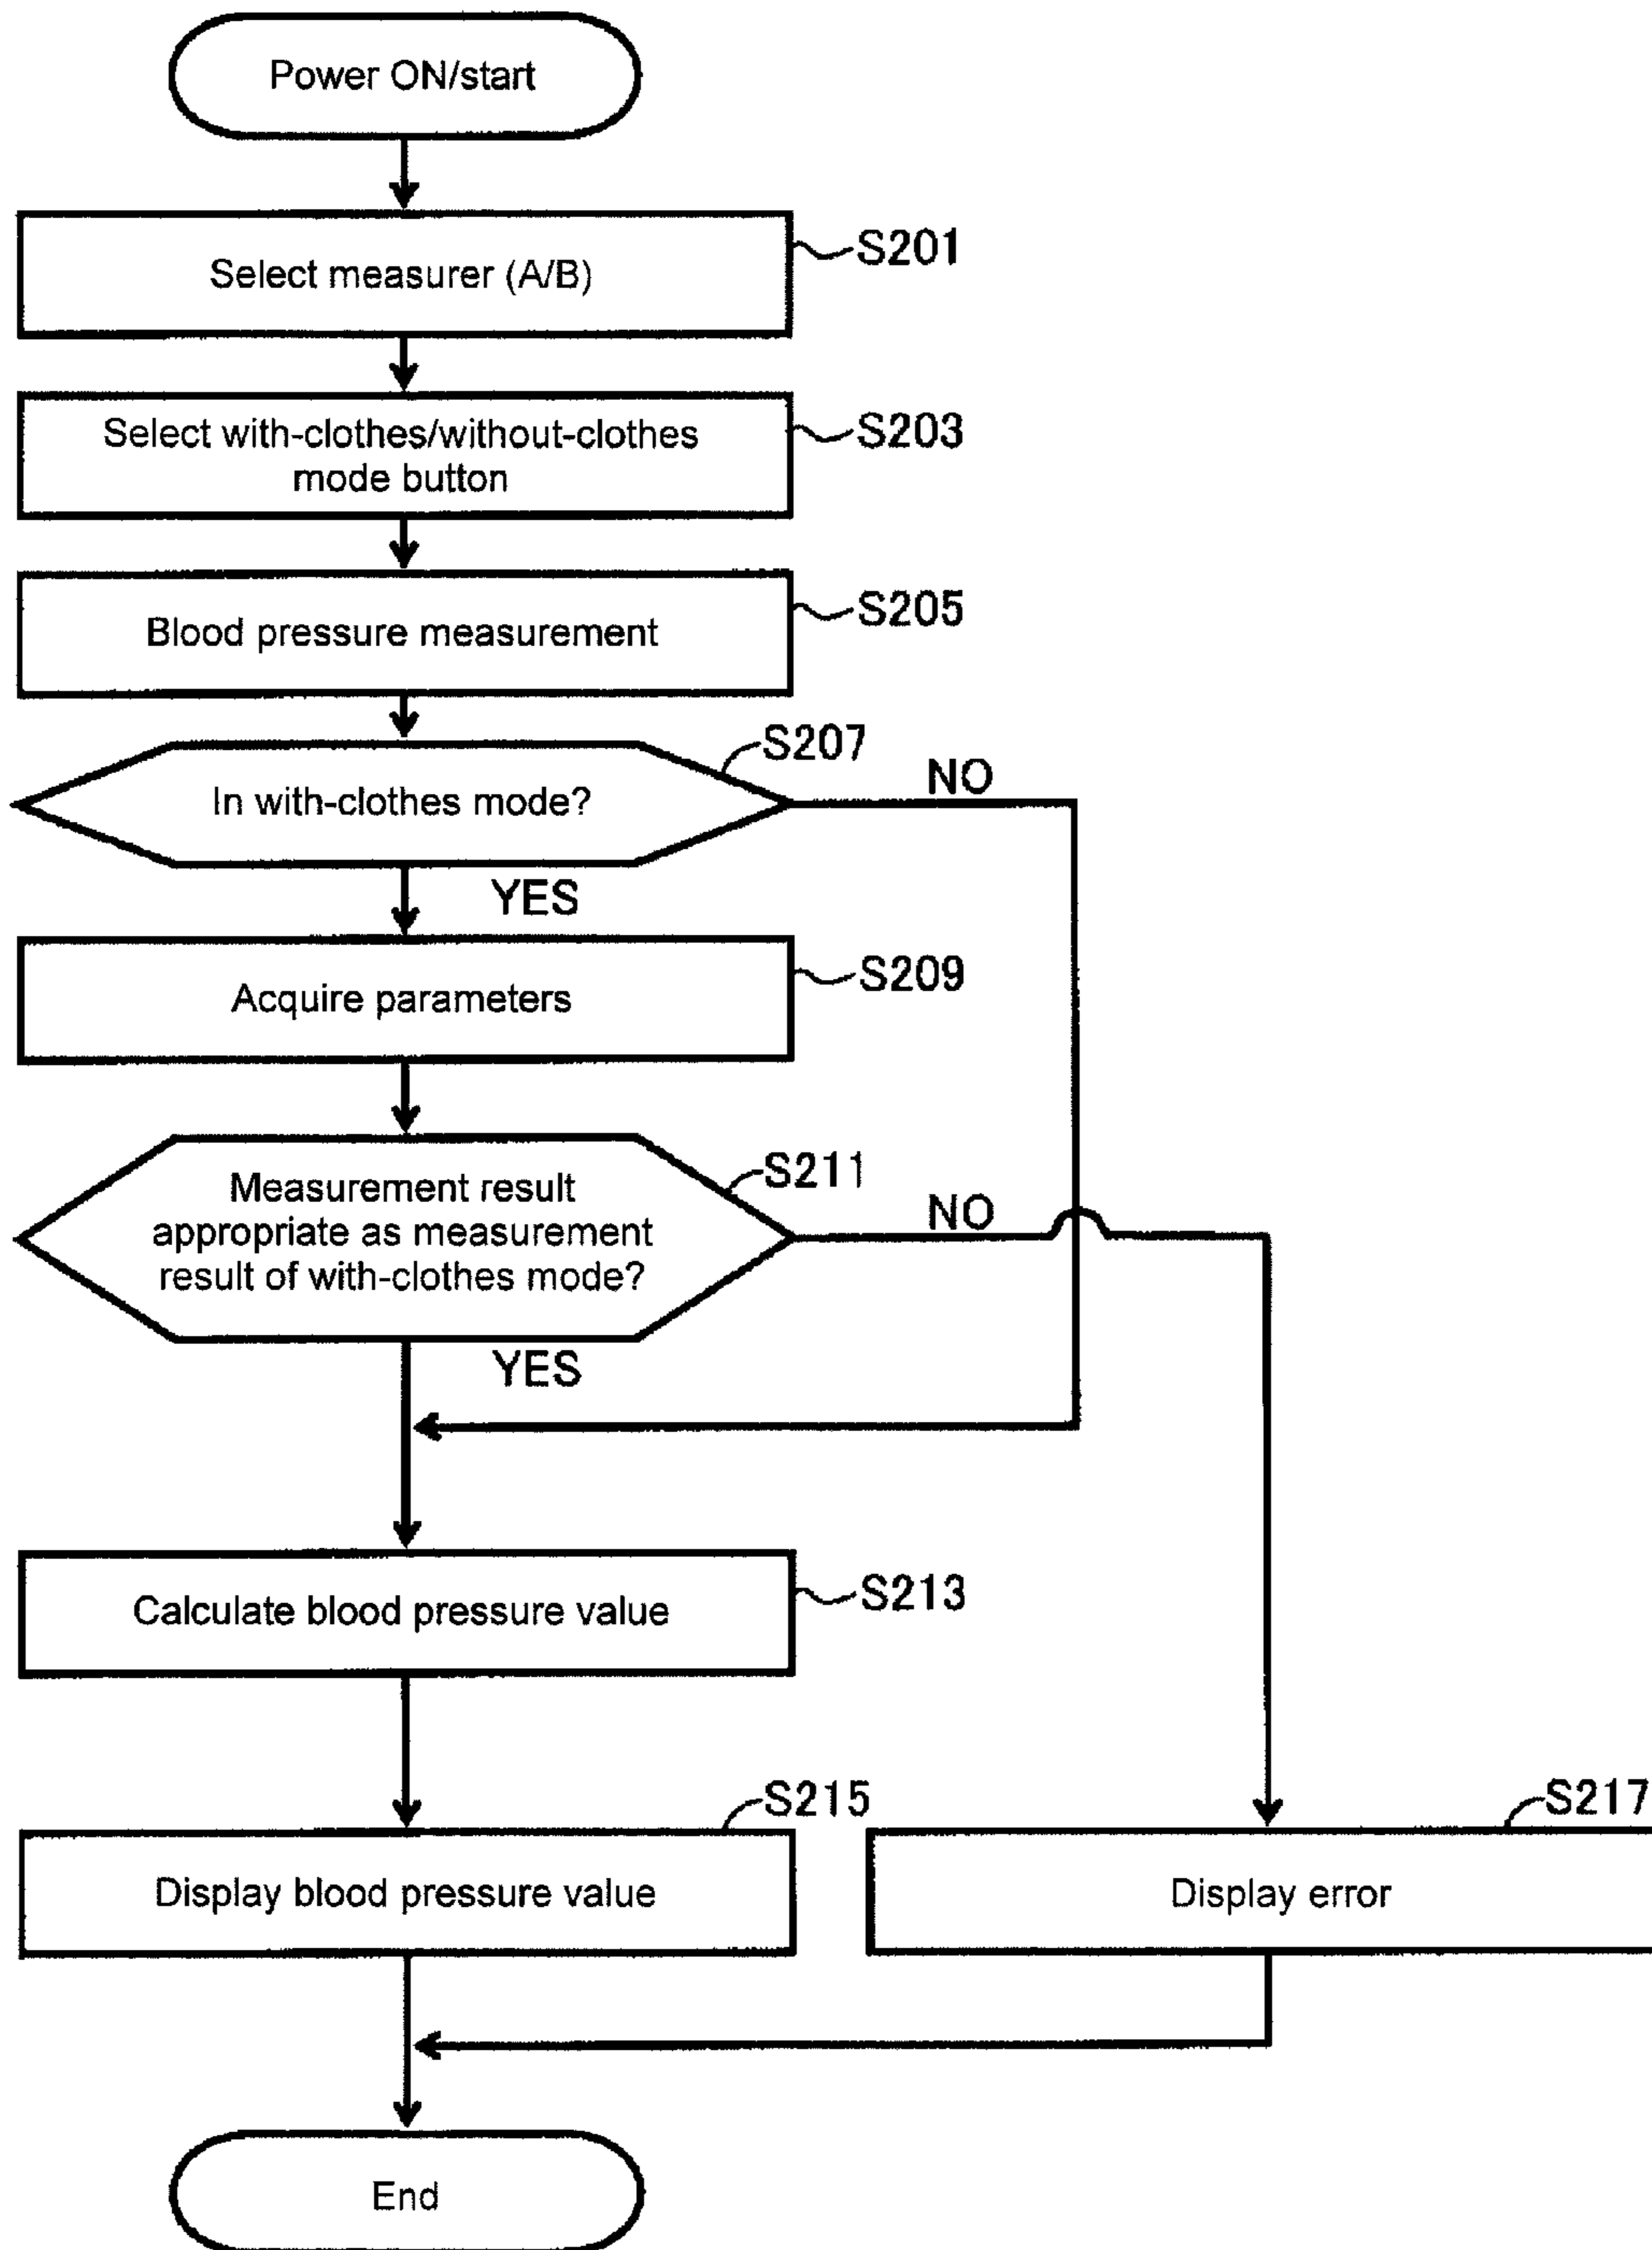 Power ON/start
Select measurer (A/B)
S201
Select with-clothes/without-clothes
mode button
S203
Blood pressure measurement
S205
In with-clothes mode?
S207
NO
YES
Acquire parameters
S209
Measurement result
appropriate as measurement
result of with-clothes mode?
S211
NO
YES
Calculate blood pressure value
S213
Display blood pressure value
S215
Display error
S217
End